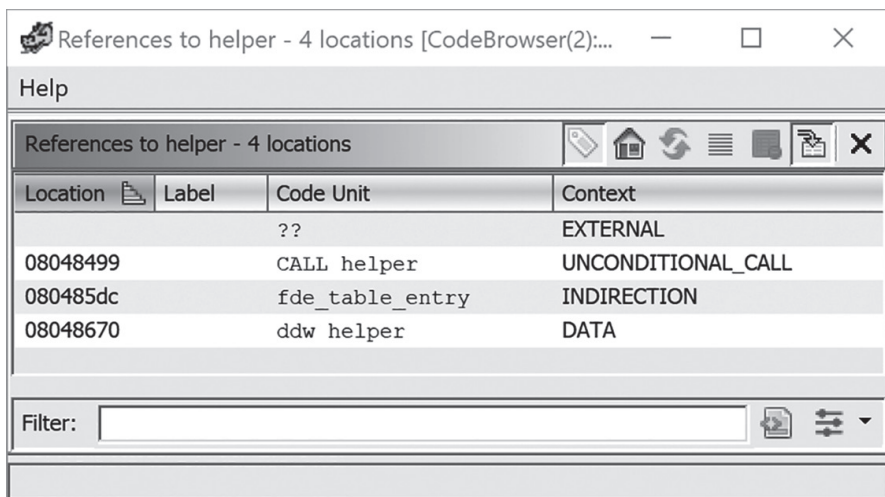 References to helper - 4 locations [CodeBrowser(2):...
Help
References to helper - 4 locations
Location Label Code Unit Context
?? EXTERNAL
08048499 CALL helper UNCONDITIONAL_CALL
080485dc fde_table_entry INDIRECTION
08048670 ddw helper DATA
Filter: